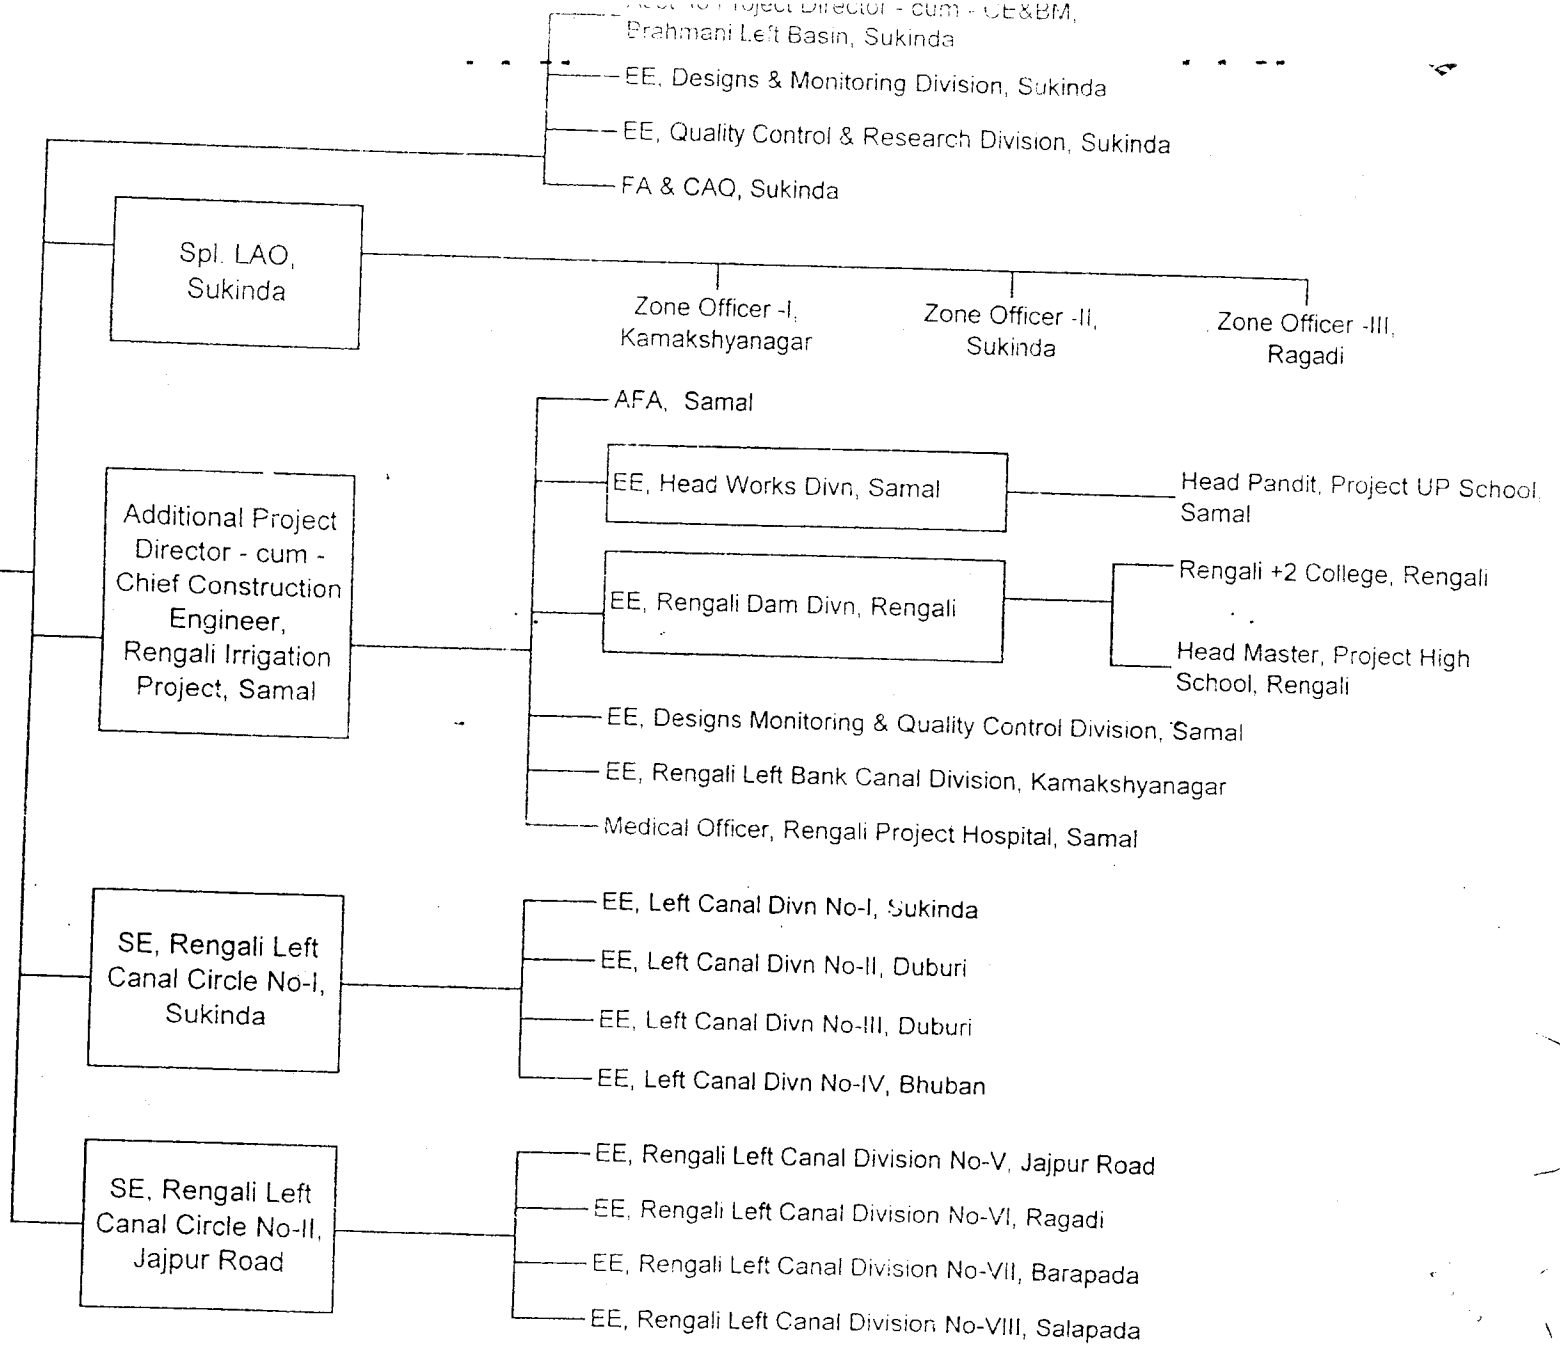 Project Director - cum - CE&BM,
Brahmani Left Basin, Sukinda
EE, Designs & Monitoring Division, Sukinda
EE, Quality Control & Research Division, Sukinda
FA & CAO, Sukinda
Spl. LAO,
Sukinda
Zone Officer -I,
Kamakshyanagar
Zone Officer -II,
Sukinda
Zone Officer -III,
Ragadi
AFA, Samal
EE, Head Works Divn, Samal
Head Pandit, Project UP School,
Samal
Additional Project
Director - cum -
Chief Construction
Engineer,
Rengali Irrigation
Project, Samal
EE, Rengali Dam Divn, Rengali
Rengali +2 College, Rengali
Head Master, Project High
School, Rengali
EE, Designs Monitoring & Quality Control Division, Samal
EE, Rengali Left Bank Canal Division, Kamakshyanagar
Medical Officer, Rengali Project Hospital, Samal
SE, Rengali Left
Canal Circle No-I,
Sukinda
EE, Left Canal Divn No-I, Sukinda
EE, Left Canal Divn No-II, Duburi
EE, Left Canal Divn No-III, Duburi
EE, Left Canal Divn No-IV, Bhuban
SE, Rengali Left
Canal Circle No-II,
Jajpur Road
EE, Rengali Left Canal Division No-V, Jajpur Road
EE, Rengali Left Canal Division No-VI, Ragadi
EE, Rengali Left Canal Division No-VII, Barapada
EE, Rengali Left Canal Division No-VIII, Salapada